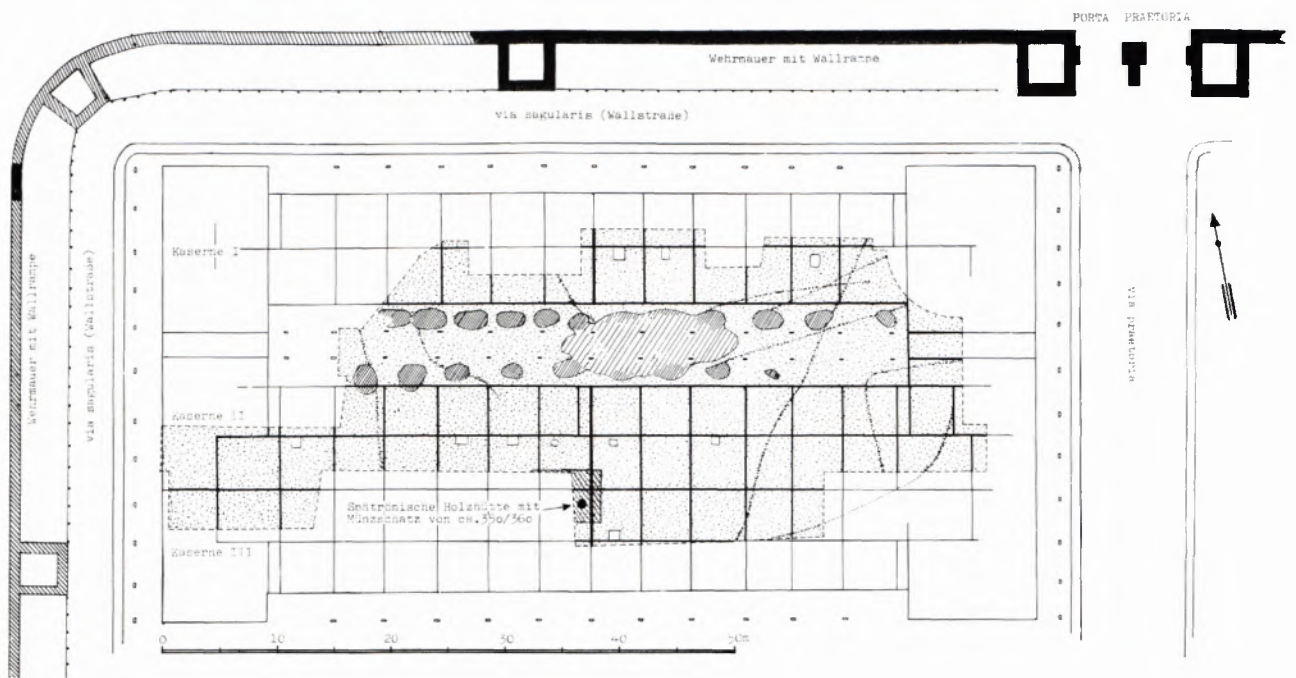 PORTA PRAETORIA
Wehrmauer mit Wallrampe
via sagularis (Wallstraße)
Kaserne I
Wehrmauer mit Wallrampe
via sagularis (Wallstraße)
via praetoria
Kaserne II
Spätrömische Holzhütte mit
Münzschatz von ca.350/360
Kaserne III
0 10 20 30 40 50m